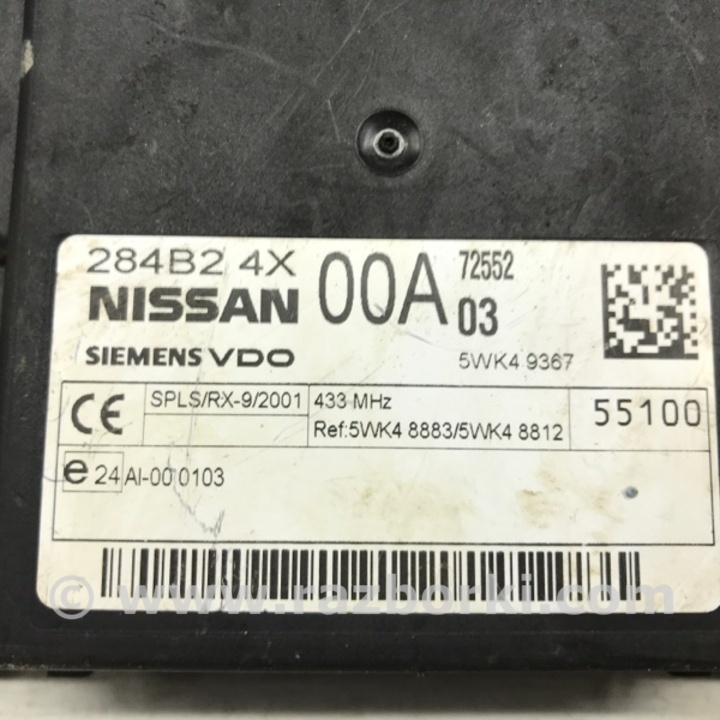 284B2 4X 00A 72552
NISSAN 03
SIEMENS VDO 5WK4 9367
CE SPLS/RX-9/2001 433 MHz 55100
Ref:5WK4 8883/5WK4 8812
e 24 AI-00 0103
© www.razborki.com